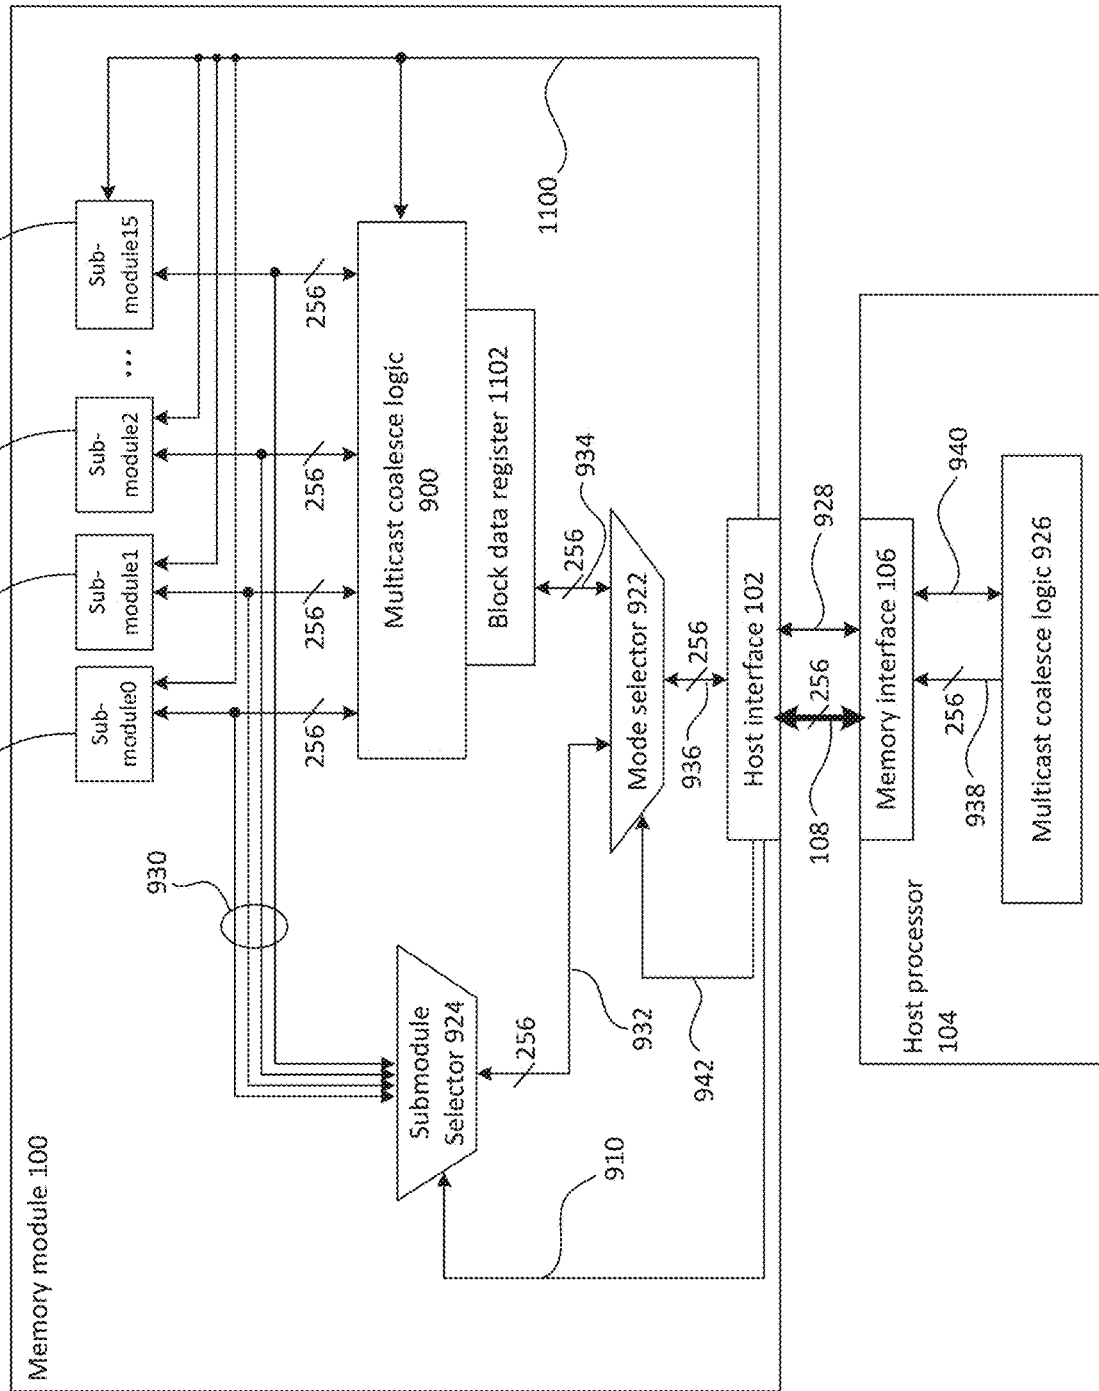 Memory module 100
Sub-
module0
Sub-
module1
Sub-
module2
...
Sub-
module15
930
256
256
256
256
Submodule
Selector 924
Multicast coalesce logic
900
Block data register 1102
256
932
256
934
910
942
Mode selector 922
256
936
1100
Host interface 102
108
256
928
Host processor
104
Memory interface 106
256
938
940
Multicast coalesce logic 926